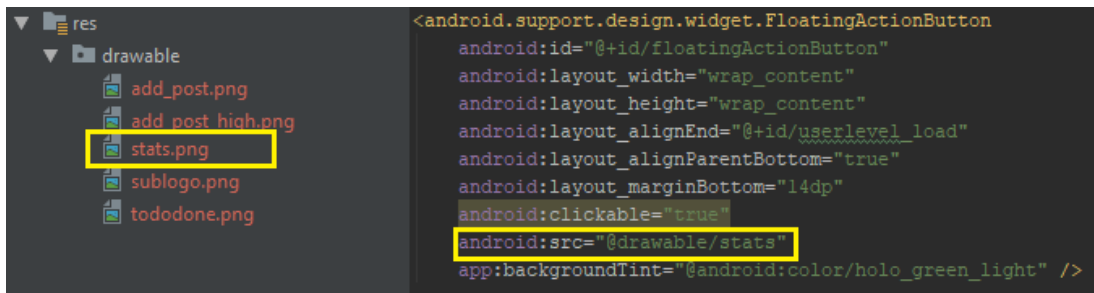 res
drawable
add_post.png
add_post_high.png
stats.png
sublogo.png
tododone.png
<android.support.design.widget.FloatingActionButton
android:id="@+id/floatingActionButton"
android:layout_width="wrap_content"
android:layout_height="wrap_content"
android:layout_alignEnd="@+id/userlevel_load"
android:layout_alignParentBottom="true"
android:layout_marginBottom="14dp"
android:clickable="true"
android:src="@drawable/stats"
app:backgroundTint="@android:color/holo_green_light" />